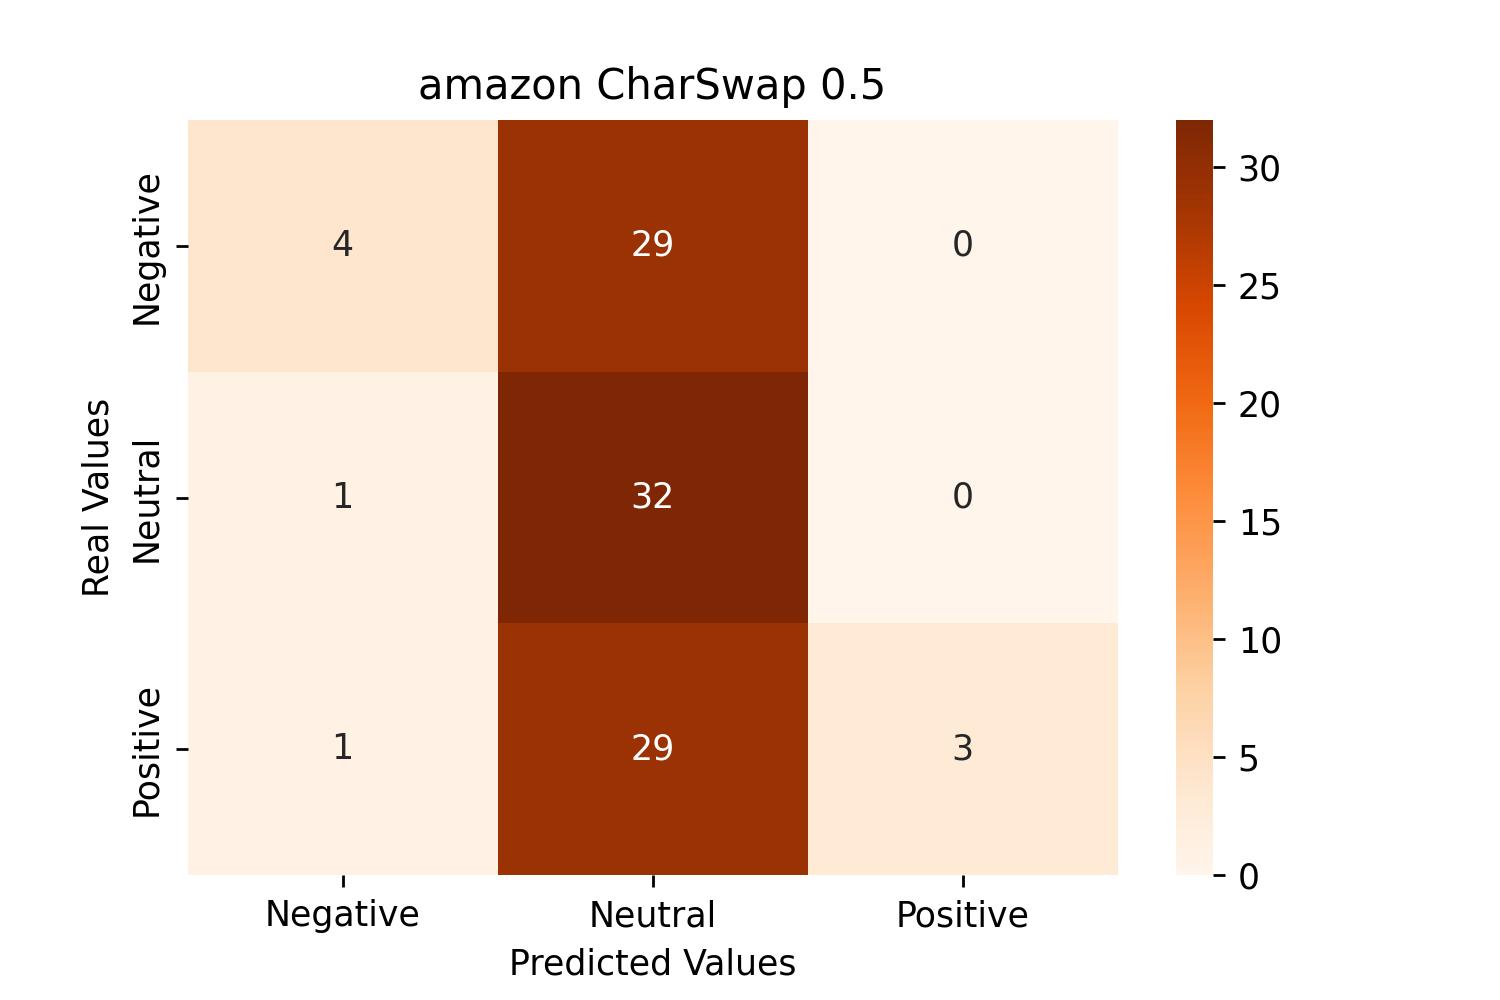 amazon CharSwap 0.5
Real Values
Negative
4 29 0
Neutral
1 32 0
Positive
1 29 3
Negative Neutral Positive
Predicted Values
30
25
20
15
10
5
0